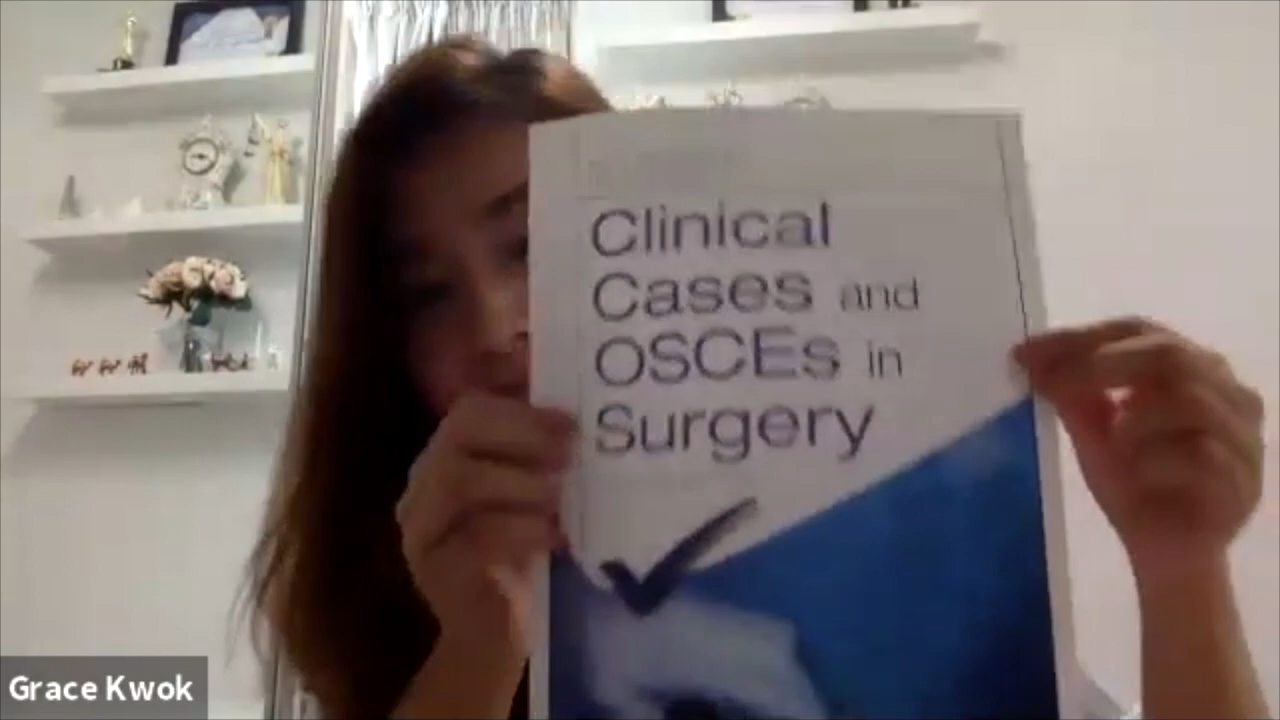 Clinical
Cases and
OSCEs in
Surgery
Grace Kwok